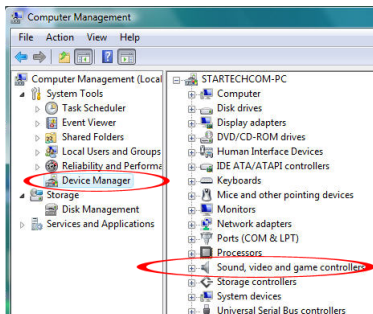 Computer Management
File Action View Help
Computer Management (Local
System Tools
Task Scheduler
Event Viewer
Shared Folders
Local Users and Groups
Reliability and Performa
Device Manager
Storage
Disk Management
Services and Applications
STARTECHCOM-PC
Computer
Disk drives
Display adapters
DVD/CD-ROM drives
Human Interface Devices
IDE ATA/ATAPI controllers
Keyboards
Mice and other pointing devices
Monitors
Network adapters
Ports (COM & LPT)
Processors
Sound, video and game controllers
Storage controllers
System devices
Universal Serial Bus controllers